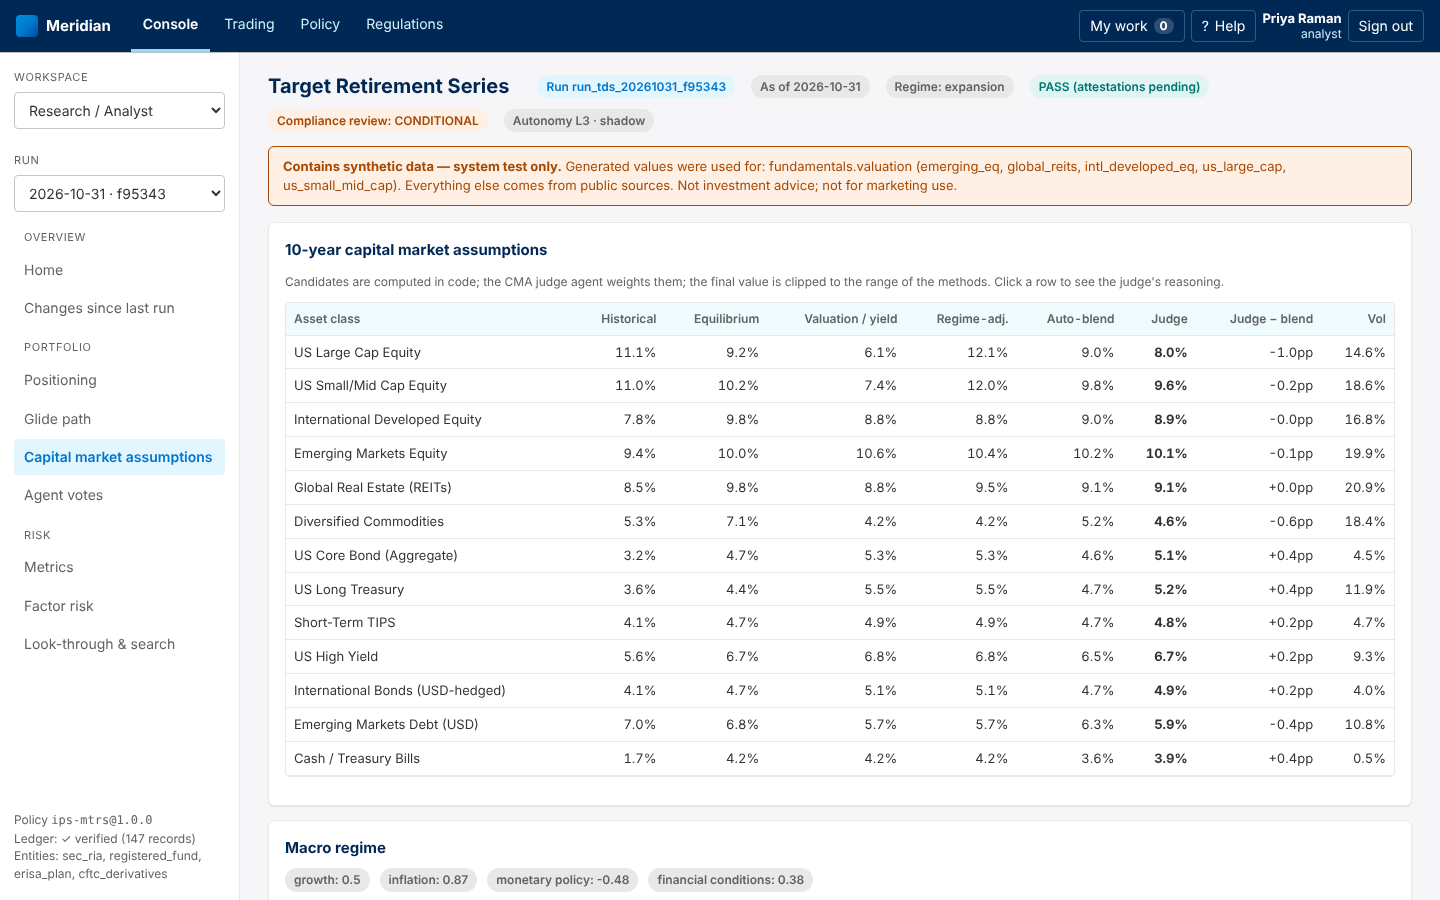 Meridian
Console Trading Policy Regulations
My work 0
? Help
Priya Raman
analyst
Sign out
WORKSPACE
Research / Analyst
RUN
2026-10-31 · f95343
OVERVIEW
Home
Changes since last run
PORTFOLIO
Positioning
Glide path
Capital market assumptions
Agent votes
RISK
Metrics
Factor risk
Look-through & search
Policy ips-mtrs@1.0.0
Ledger: ✓ verified (147 records)
Entities: sec_ria, registered_fund,
erisa_plan, cftc_derivatives
Target Retirement Series Run run_tds_20261031_f95343 As of 2026-10-31 Regime: expansion PASS (attestations pending)
Compliance review: CONDITIONAL Autonomy L3 · shadow
Contains synthetic data — system test only. Generated values were used for: fundamentals.valuation (emerging_eq, global_reits, intl_developed_eq, us_large_cap,
us_small_mid_cap). Everything else comes from public sources. Not investment advice; not for marketing use.
10-year capital market assumptions
Candidates are computed in code; the CMA judge agent weights them; the final value is clipped to the range of the methods. Click a row to see the judge's reasoning.
Asset class Historical Equilibrium Valuation / yield Regime-adj. Auto-blend Judge Judge − blend Vol
US Large Cap Equity 11.1% 9.2% 6.1% 12.1% 9.0% 8.0% -1.0pp 14.6%
US Small/Mid Cap Equity 11.0% 10.2% 7.4% 12.0% 9.8% 9.6% -0.2pp 18.6%
International Developed Equity 7.8% 9.8% 8.8% 8.8% 9.0% 8.9% -0.0pp 16.8%
Emerging Markets Equity 9.4% 10.0% 10.6% 10.4% 10.2% 10.1% -0.1pp 19.9%
Global Real Estate (REITs) 8.5% 9.8% 8.8% 9.5% 9.1% 9.1% +0.0pp 20.9%
Diversified Commodities 5.3% 7.1% 4.2% 4.2% 5.2% 4.6% -0.6pp 18.4%
US Core Bond (Aggregate) 3.2% 4.7% 5.3% 5.3% 4.6% 5.1% +0.4pp 4.5%
US Long Treasury 3.6% 4.4% 5.5% 5.5% 4.7% 5.2% +0.4pp 11.9%
Short-Term TIPS 4.1% 4.7% 4.9% 4.9% 4.7% 4.8% +0.2pp 4.7%
US High Yield 5.6% 6.7% 6.8% 6.8% 6.5% 6.7% +0.2pp 9.3%
International Bonds (USD-hedged) 4.1% 4.7% 5.1% 5.1% 4.7% 4.9% +0.2pp 4.0%
Emerging Markets Debt (USD) 7.0% 6.8% 5.7% 5.7% 6.3% 5.9% -0.4pp 10.8%
Cash / Treasury Bills 1.7% 4.2% 4.2% 4.2% 3.6% 3.9% +0.4pp 0.5%
Macro regime
growth: 0.5 inflation: 0.87 monetary policy: -0.48 financial conditions: 0.38